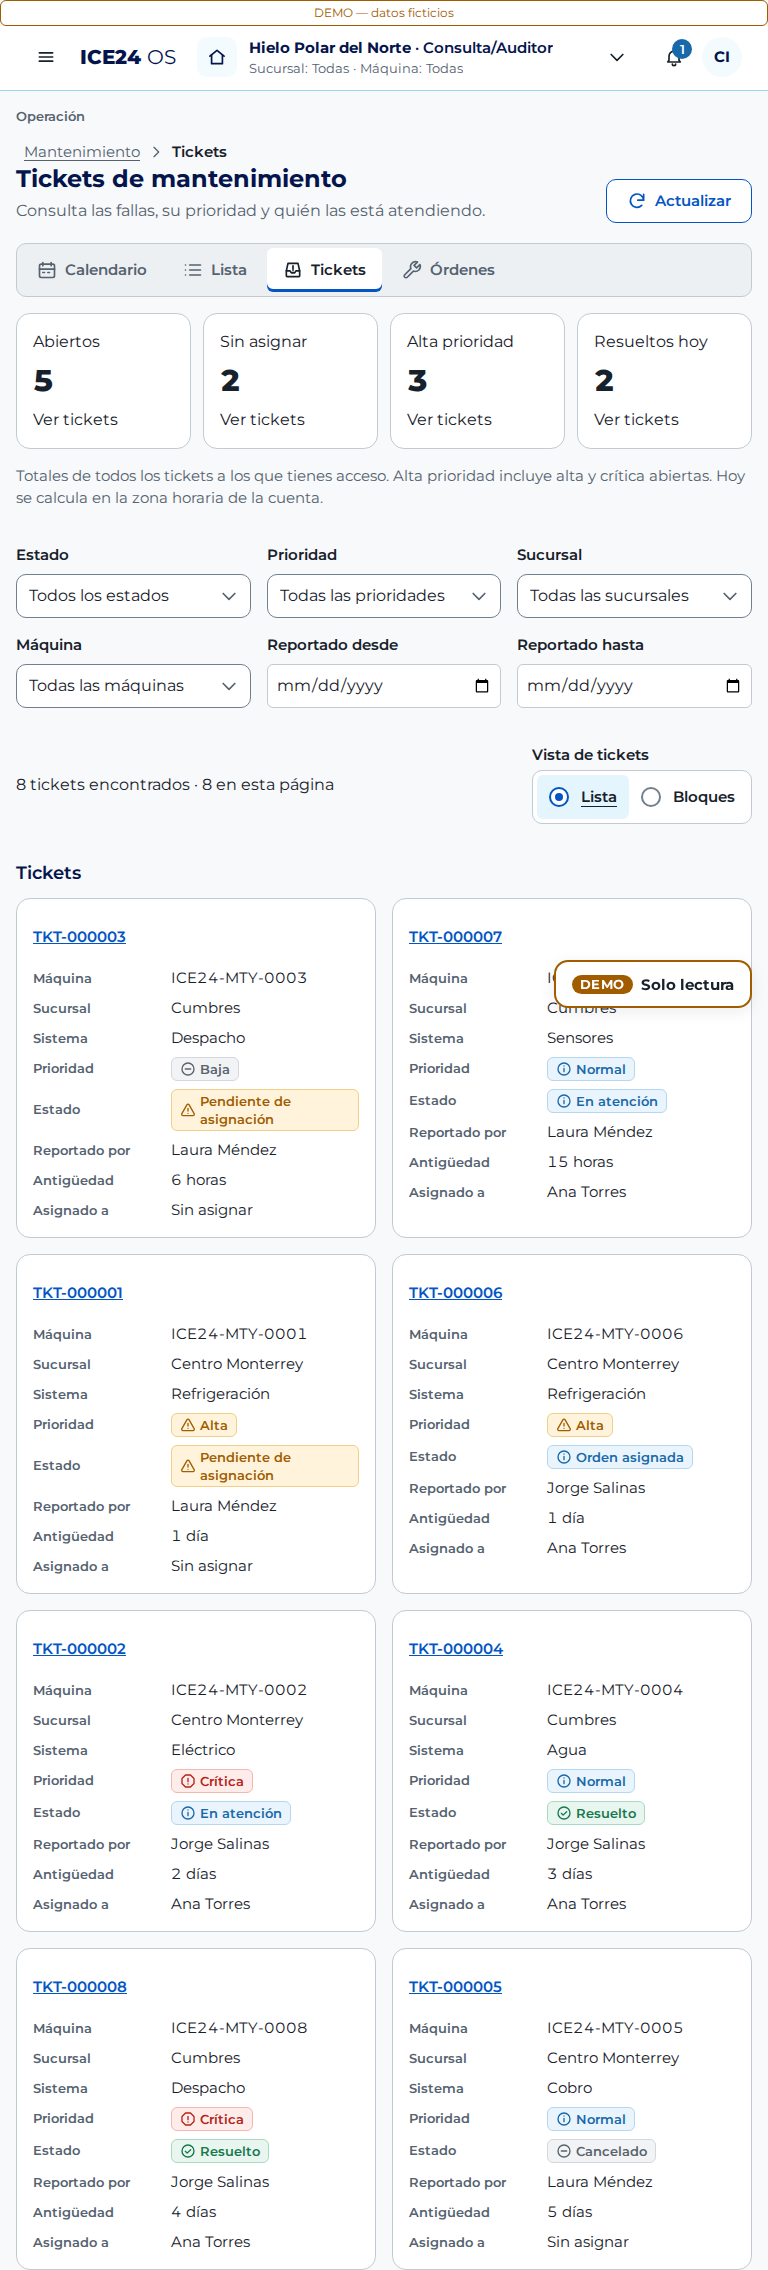 DEMO — datos ficticios
ICE24 OS
Hielo Polar del Norte · Consulta/Auditor
Sucursal: Todas · Máquina: Todas
1
CI
Operación
Mantenimiento > Tickets
Tickets de mantenimiento
Consulta las fallas, su prioridad y quién las está atendiendo.
Actualizar
Calendario Lista Tickets Órdenes
Abiertos
5
Ver tickets
Sin asignar
2
Ver tickets
Alta prioridad
3
Ver tickets
Resueltos hoy
2
Ver tickets
Totales de todos los tickets a los que tienes acceso. Alta prioridad incluye alta y crítica abiertas. Hoy
se calcula en la zona horaria de la cuenta.
Estado
Todos los estados
Prioridad
Todas las prioridades
Sucursal
Todas las sucursales
Máquina
Todas las máquinas
Reportado desde
mm/dd/yyyy
Reportado hasta
mm/dd/yyyy
8 tickets encontrados · 8 en esta página
Vista de tickets
Lista Bloques
Tickets
TKT-000003
Máquina ICE24-MTY-0003
Sucursal Cumbres
Sistema Despacho
Prioridad Baja
Estado Pendiente de
asignación
Reportado por Laura Méndez
Antigüedad 6 horas
Asignado a Sin asignar
TKT-000007
Máquina
DEMO Solo lectura
Sucursal Cumbres
Sistema Sensores
Prioridad Normal
Estado En atención
Reportado por Laura Méndez
Antigüedad 15 horas
Asignado a Ana Torres
TKT-000001
Máquina ICE24-MTY-0001
Sucursal Centro Monterrey
Sistema Refrigeración
Prioridad Alta
Estado Pendiente de
asignación
Reportado por Laura Méndez
Antigüedad 1 día
Asignado a Sin asignar
TKT-000006
Máquina ICE24-MTY-0006
Sucursal Centro Monterrey
Sistema Refrigeración
Prioridad Alta
Estado Orden asignada
Reportado por Jorge Salinas
Antigüedad 1 día
Asignado a Ana Torres
TKT-000002
Máquina ICE24-MTY-0002
Sucursal Centro Monterrey
Sistema Eléctrico
Prioridad Crítica
Estado En atención
Reportado por Jorge Salinas
Antigüedad 2 días
Asignado a Ana Torres
TKT-000004
Máquina ICE24-MTY-0004
Sucursal Cumbres
Sistema Agua
Prioridad Normal
Estado Resuelto
Reportado por Jorge Salinas
Antigüedad 3 días
Asignado a Ana Torres
TKT-000008
Máquina ICE24-MTY-0008
Sucursal Cumbres
Sistema Despacho
Prioridad Crítica
Estado Resuelto
Reportado por Jorge Salinas
Antigüedad 4 días
Asignado a Ana Torres
TKT-000005
Máquina ICE24-MTY-0005
Sucursal Centro Monterrey
Sistema Cobro
Prioridad Normal
Estado Cancelado
Reportado por Laura Méndez
Antigüedad 5 días
Asignado a Sin asignar